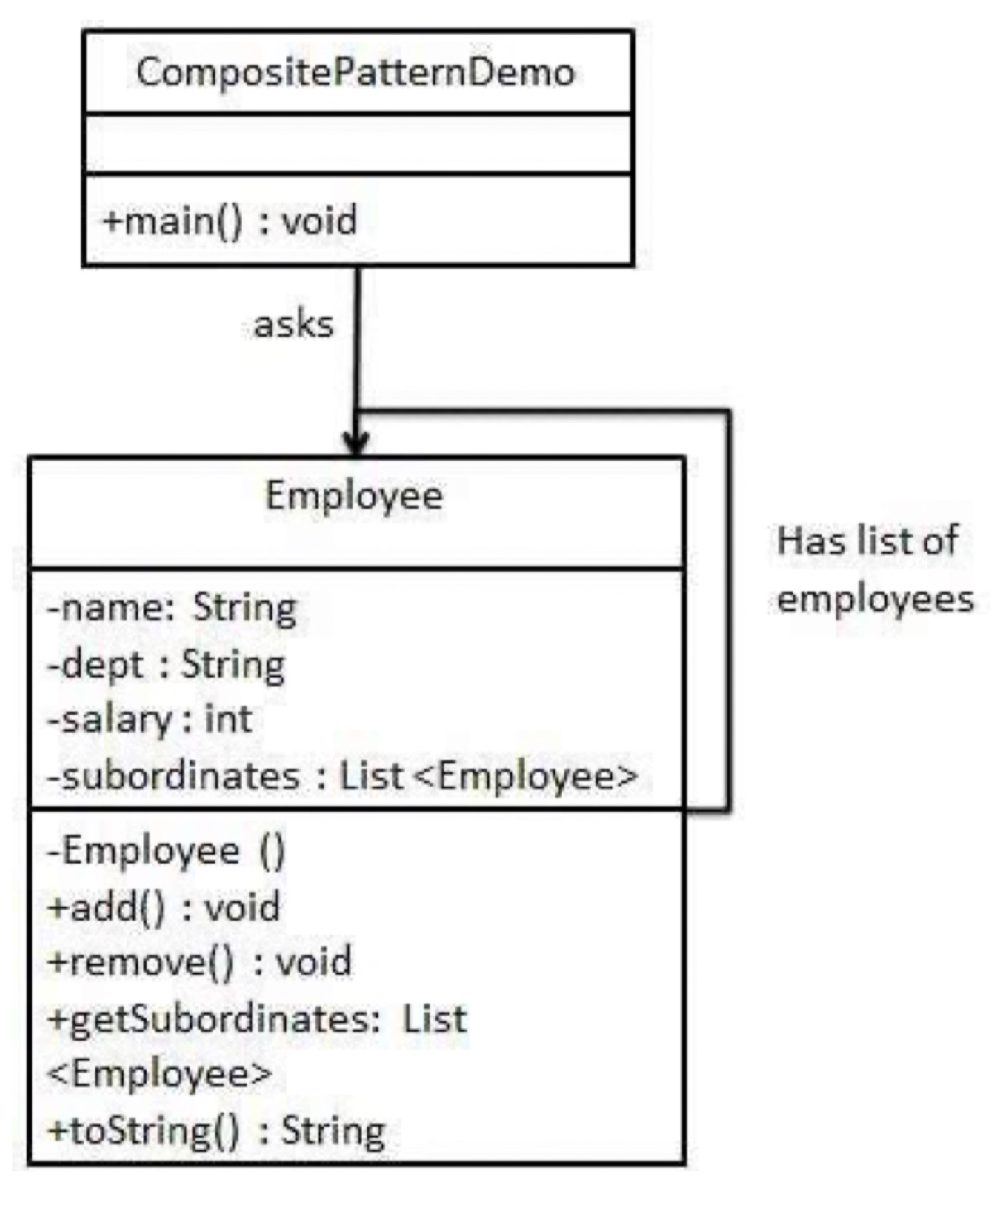 CompositePatternDemo
+main() : void
asks
Employee
Has list of
employees
-name: String
-dept : String
-salary : int
-subordinates : List <Employee>
-Employee ()
+add() : void
+remove() : void
+getSubordinates: List
<Employee>
+toString() : String